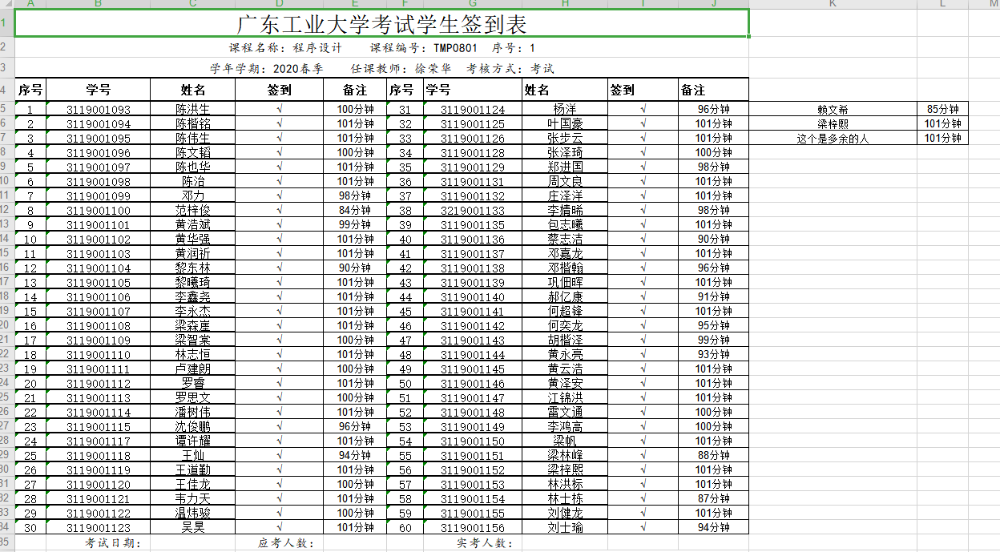 A B C D E F G H I J K L M
1 广东工业大学考试学生签到表
2 课程名称：程序设计 课程编号：TMP0801 序号：1
3 学年学期：2020春季 任课教师：徐荣华 考核方式：考试
4 序号 学号 姓名 签到 备注 序号 学号 姓名 签到 备注
5 1 3119001093 陈洪生 √ 100分钟 31 3119001124 杨洋 √ 96分钟 赖文希 85分钟
6 2 3119001094 陈楷铭 √ 101分钟 32 3119001125 叶国豪 √ 101分钟 梁梓熙 101分钟
7 3 3119001095 陈伟生 √ 101分钟 33 3119001126 张步云 √ 101分钟 这个是多余的人 101分钟
8 4 3119001096 陈文韬 √ 100分钟 34 3119001128 张泽琦 √ 100分钟
9 5 3119001097 陈也华 √ 101分钟 35 3119001129 郑进国 √ 98分钟
10 6 3119001098 陈治 √ 101分钟 36 3119001131 周文良 √ 101分钟
11 7 3119001099 邓力 √ 98分钟 37 3119001132 庄泽洋 √ 101分钟
12 8 3119001100 范梓俊 √ 84分钟 38 3219001133 李婧晞 √ 98分钟
13 9 3119001101 黄浩斌 √ 99分钟 39 3119001135 包志曦 √ 101分钟
14 10 3119001102 黄华强 √ 101分钟 40 3119001136 蔡志洁 √ 90分钟
15 11 3119001103 黄润祈 √ 101分钟 41 3119001137 邓嘉龙 √ 101分钟
16 12 3119001104 黎东林 √ 90分钟 42 3119001138 邓楷翰 √ 96分钟
17 13 3119001105 黎曦琦 √ 101分钟 43 3119001139 巩佃晖 √ 101分钟
18 14 3119001106 李鑫尧 √ 101分钟 44 3119001140 郝亿康 √ 91分钟
19 15 3119001107 李永杰 √ 101分钟 45 3119001141 何超锋 √ 101分钟
20 16 3119001108 梁森崖 √ 101分钟 46 3119001142 何奕龙 √ 95分钟
21 17 3119001109 梁智棠 √ 100分钟 47 3119001143 胡楷泽 √ 99分钟
22 18 3119001110 林志恒 √ 101分钟 48 3119001144 黄永亮 √ 93分钟
23 19 3119001111 卢建朗 √ 100分钟 49 3119001145 黄云浩 √ 101分钟
24 20 3119001112 罗睿 √ 101分钟 50 3119001146 黄泽安 √ 101分钟
25 21 3119001113 罗思文 √ 100分钟 51 3119001147 江锦洪 √ 101分钟
26 22 3119001114 潘树伟 √ 101分钟 52 3119001148 雷文通 √ 100分钟
27 23 3119001115 沈俊鹏 √ 96分钟 53 3119001149 李鸿高 √ 100分钟
28 24 3119001117 谭许耀 √ 101分钟 54 3119001150 梁帆 √ 101分钟
29 25 3119001118 王灿 √ 94分钟 55 3119001151 梁林峰 √ 88分钟
30 26 3119001119 王道勤 √ 101分钟 56 3119001152 梁梓熙 √ 101分钟
31 27 3119001120 王佳龙 √ 100分钟 57 3119001153 林洪标 √ 101分钟
32 28 3119001121 韦力天 √ 101分钟 58 3119001154 林士栋 √ 87分钟
33 29 3119001122 温炜骏 √ 100分钟 59 3119001155 刘健龙 √ 101分钟
34 30 3119001123 吴昊 √ 101分钟 60 3119001156 刘士瑜 √ 94分钟
35 考试日期： 应考人数： 实考人数：